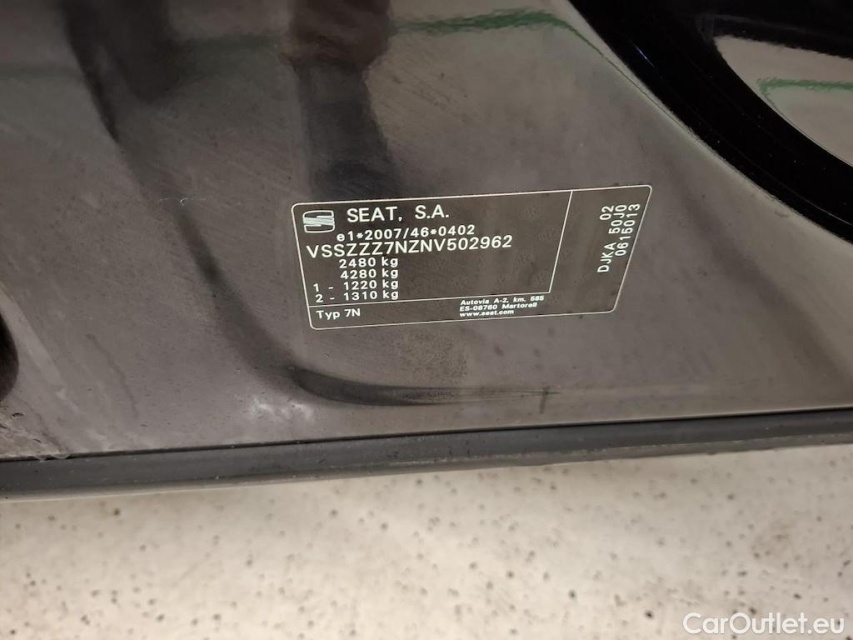 SEAT, S.A.
e1*2007/46*0402
VSSZZZ7NZNV502962
2480 kg
4280 kg
1 - 1220 kg
2 - 1310 kg
Typ 7N
Autovia A-2, km. 585
ES-08760 Martorell
www.seat.com
02
DJKA 50J0
0615013
CarOutlet.eu